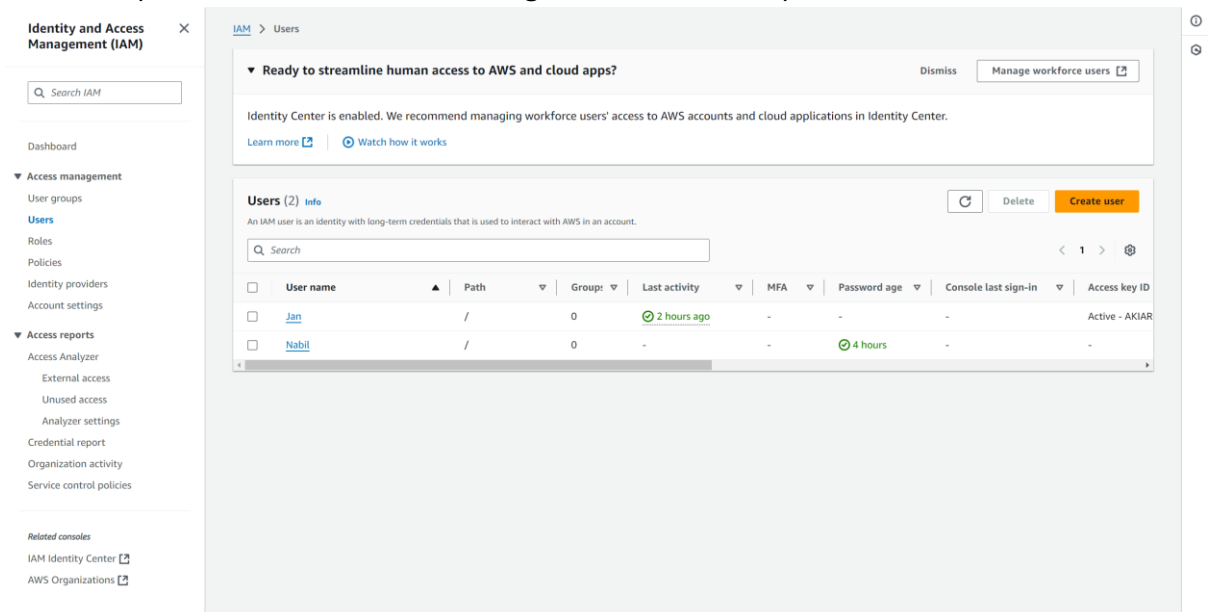 Identity and Access
Management (IAM)
Search IAM
Dashboard
Access management
User groups
Users
Roles
Policies
Identity providers
Account settings
Access reports
Access Analyzer
External access
Unused access
Analyzer settings
Credential report
Organization activity
Service control policies
Related consoles
IAM Identity Center
AWS Organizations
IAM > Users
Ready to streamline human access to AWS and cloud apps? Dismiss Manage workforce users
Identity Center is enabled. We recommend managing workforce users' access to AWS accounts and cloud applications in Identity Center.
Learn more Watch how it works
Users (2) Info Delete Create user
An IAM user is an identity with long-term credentials that is used to interact with AWS in an account.
Search < 1 >
User name Path Group: Last activity MFA Password age Console last sign-in Access key ID
Jan / 0 2 hours ago - - - Active - AKIAR
Nabil / 0 - - 4 hours - -